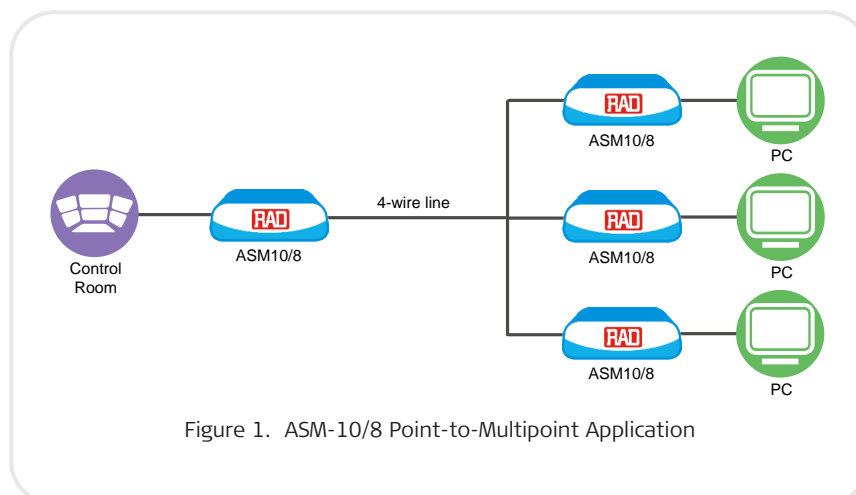 RAD
ASM10/8
PC
4-wire line
Control
Room
RAD
ASM10/8
RAD
ASM10/8
PC
RAD
ASM10/8
PC
Figure 1. ASM-10/8 Point-to-Multipoint Application